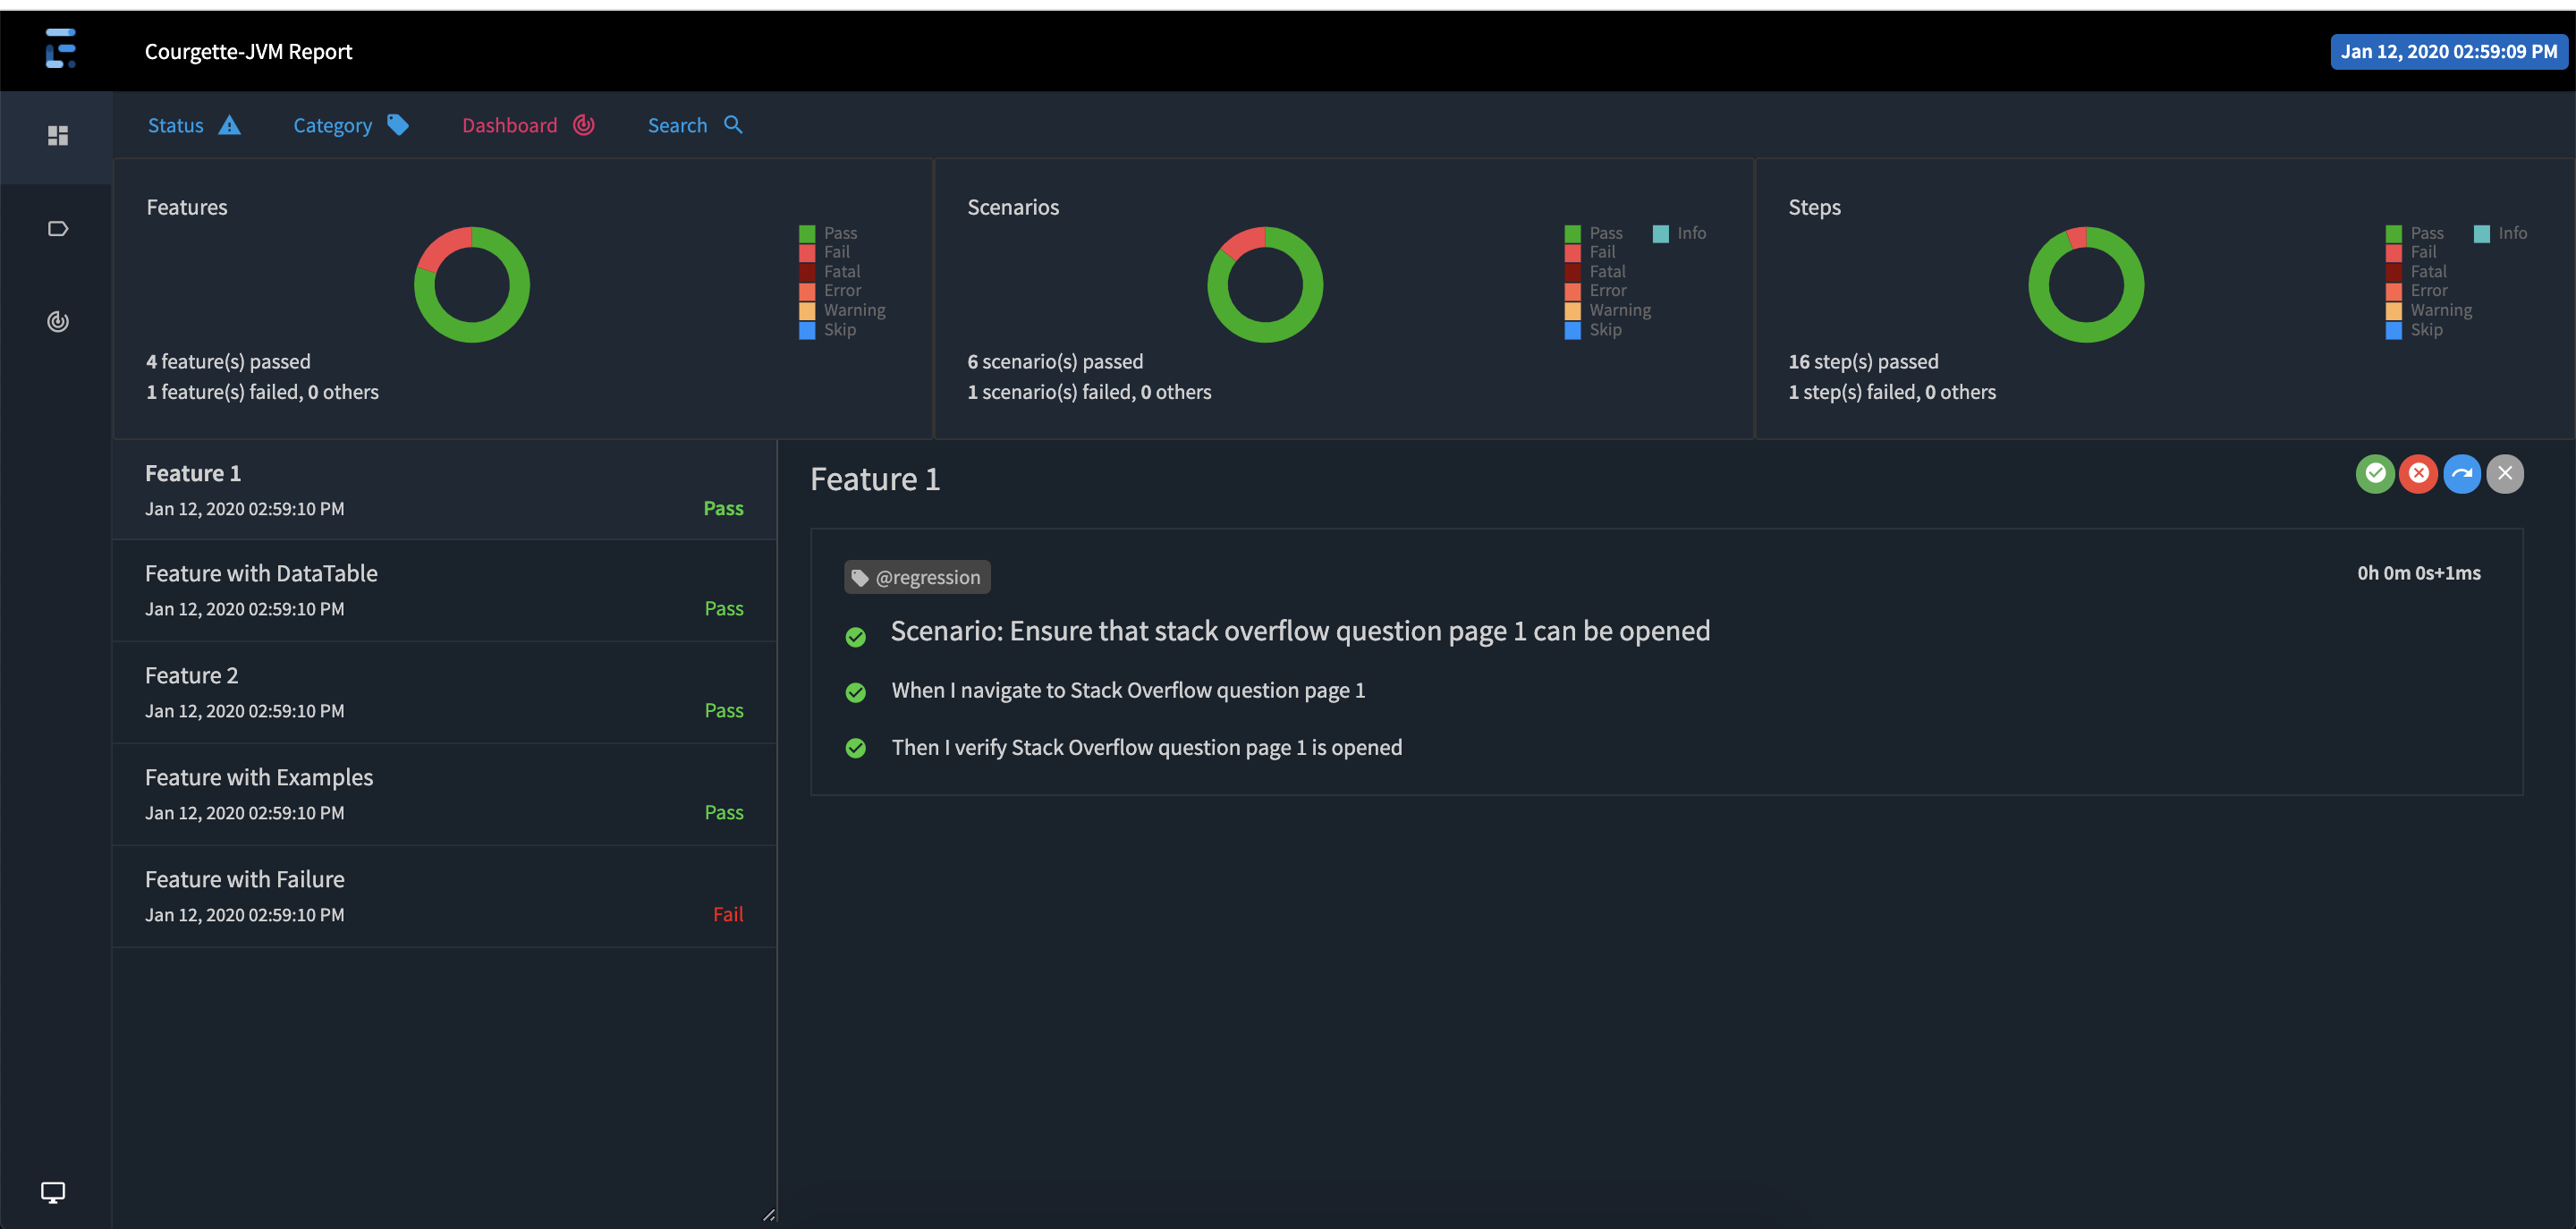 Courgette-JVM Report
Jan 12, 2020 02:59:09 PM
Status Category Dashboard Search
Features
Pass
Fail
Fatal
Error
Warning
Skip
4 feature(s) passed
1 feature(s) failed, 0 others
Scenarios
Pass Info
Fail
Fatal
Error
Warning
Skip
6 scenario(s) passed
1 scenario(s) failed, 0 others
Steps
Pass Info
Fail
Fatal
Error
Warning
Skip
16 step(s) passed
1 step(s) failed, 0 others
Feature 1
Jan 12, 2020 02:59:10 PM Pass
Feature with DataTable
Jan 12, 2020 02:59:10 PM Pass
Feature 2
Jan 12, 2020 02:59:10 PM Pass
Feature with Examples
Jan 12, 2020 02:59:10 PM Pass
Feature with Failure
Jan 12, 2020 02:59:10 PM Fail
Feature 1
@regression 0h 0m 0s+1ms
Scenario: Ensure that stack overflow question page 1 can be opened
When I navigate to Stack Overflow question page 1
Then I verify Stack Overflow question page 1 is opened